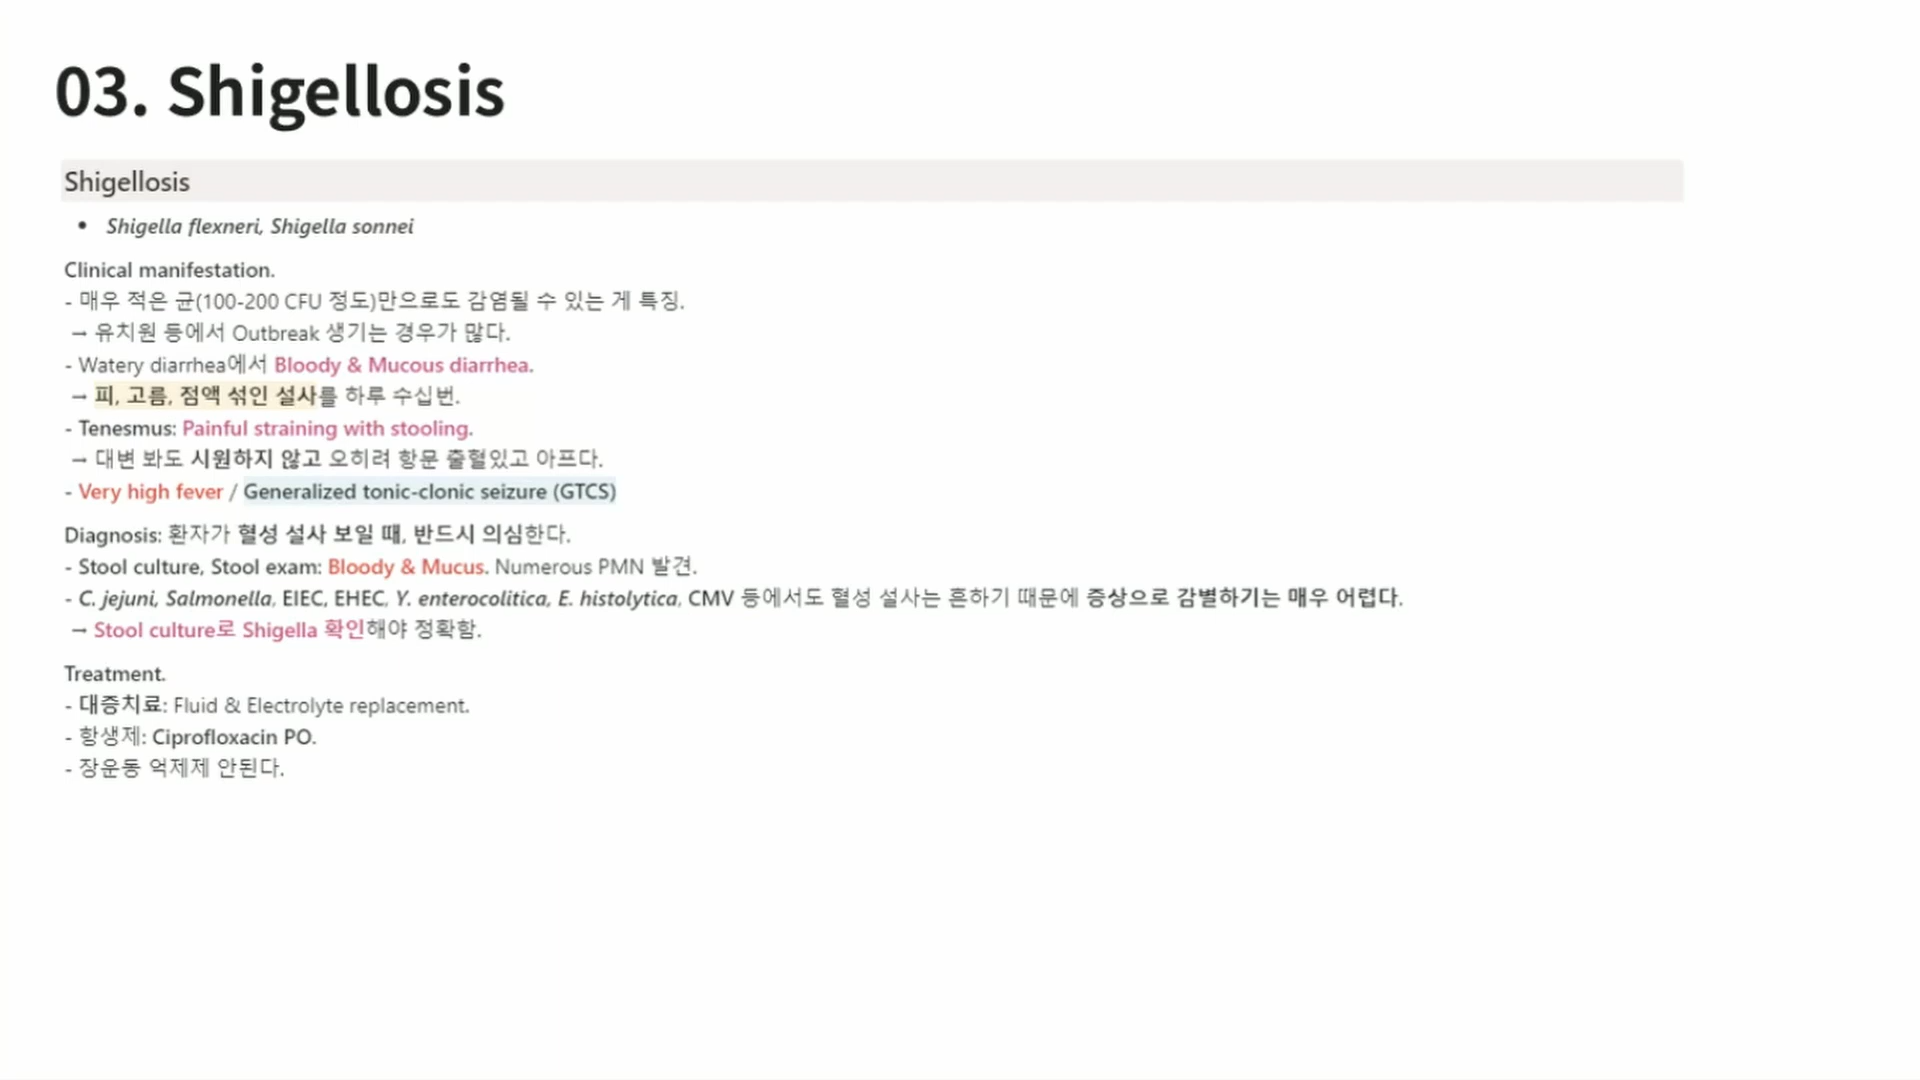 03. Shigellosis
Shigellosis
• Shigella flexneri, Shigella sonnei
Clinical manifestation.
- 매우 적은 균(100-200 CFU 정도)만으로도 감염될 수 있는 게 특징.
→ 유치원 등에서 Outbreak 생기는 경우가 많다.
- Watery diarrhea에서 Bloody & Mucous diarrhea.
→ 피, 고름, 점액 섞인 설사를 하루 수십번.
- Tenesmus: Painful straining with stooling.
→ 대변 봐도 시원하지 않고 오히려 항문 출혈있고 아프다.
- Very high fever / Generalized tonic-clonic seizure (GTCS)
Diagnosis: 환자가 혈성 설사 보일 때, 반드시 의심한다.
- Stool culture, Stool exam: Bloody & Mucus. Numerous PMN 발견.
- C. jejuni, Salmonella, EIEC, EHEC, Y. enterocolitica, E. histolytica, CMV 등에서도 혈성 설사는 흔하기 때문에 증상으로 감별하기는 매우 어렵다.
→ Stool culture로 Shigella 확인해야 정확함.
Treatment.
- 대증치료: Fluid & Electrolyte replacement.
- 항생제: Ciprofloxacin PO.
- 장운동 억제제 안된다.